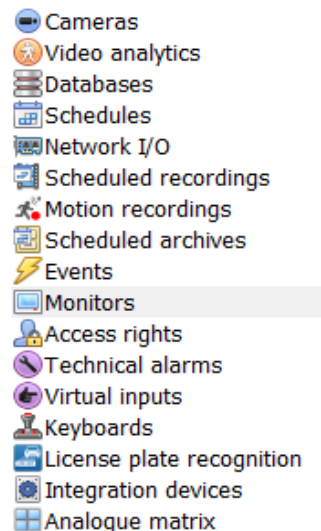 Cameras
Video analytics
Databases
Schedules
Network I/O
Scheduled recordings
Motion recordings
Scheduled archives
Events
Monitors
Access rights
Technical alarms
Virtual inputs
Keyboards
License plate recognition
Integration devices
Analogue matrix